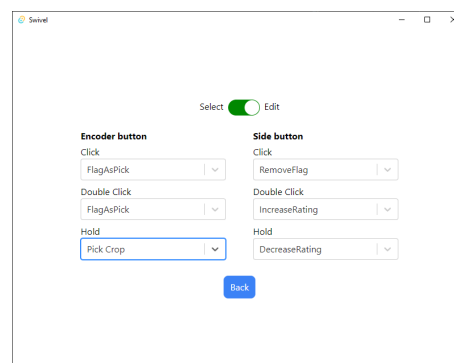 Swivel
Select Edit
Encoder button
Click
FlagAsPick
Double Click
FlagAsPick
Hold
Pick Crop
Side button
Click
RemoveFlag
Double Click
IncreaseRating
Hold
DecreaseRating
Back